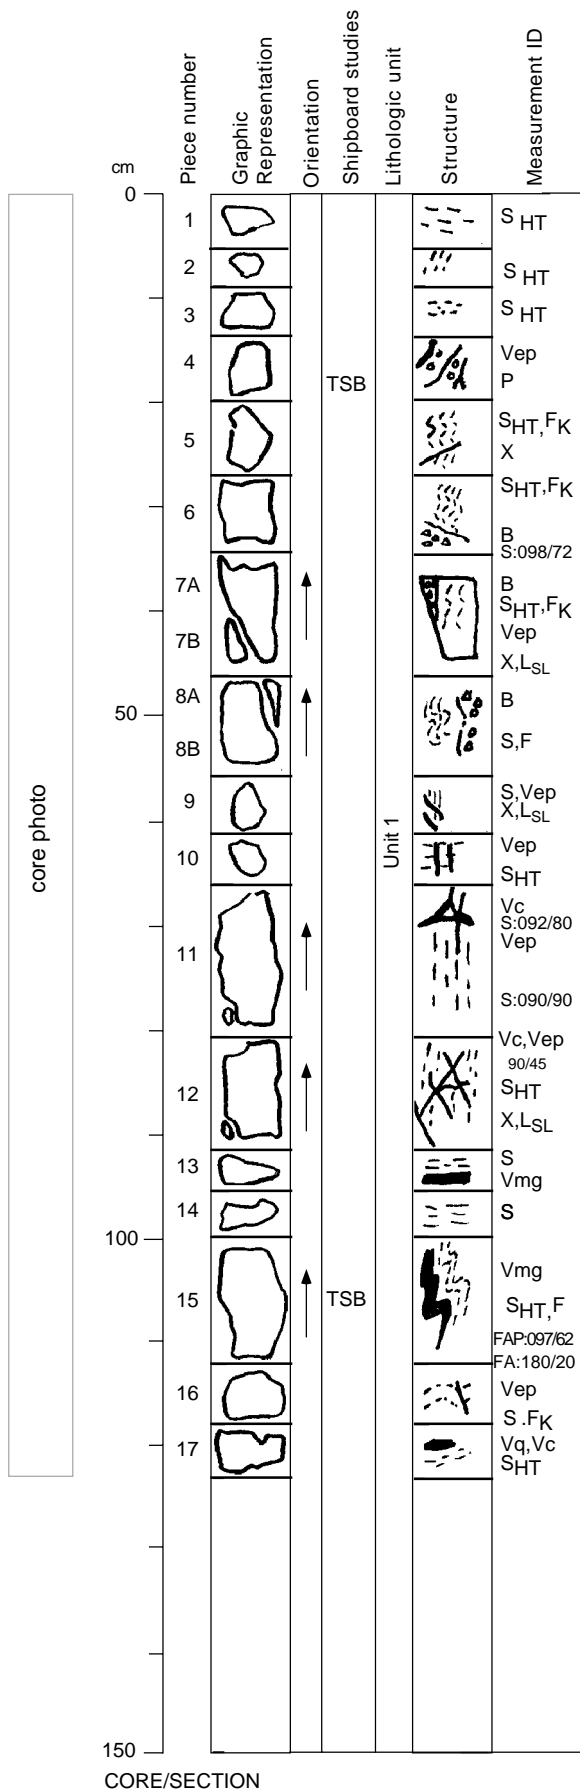 Piece number
Graphic
Representation
Orientation
Shipboard studies
Lithologic unit
Structure
Measurement ID
cm
0
50
100
150
core photo
1
S HT
2
S HT
3
S HT
4
Vep
P
TSB
5
SHT,FK
X
6
SHT,FK
B
S:098/72
7A
B
SHT,FK
7B
Vep
X,LSL
8A
B
8B
S,F
9
S,Vep
X,LSL
Unit 1
10
Vep
SHT
11
Vc
S:092/80
Vep
S:090/90
12
Vc,Vep
90/45
SHT
X,LSL
13
S
Vmg
14
S
15
TSB
Vmg
SHT,F
FAP:097/62
FA:180/20
16
Vep
S .FK
17
Vq,Vc
SHT
CORE/SECTION